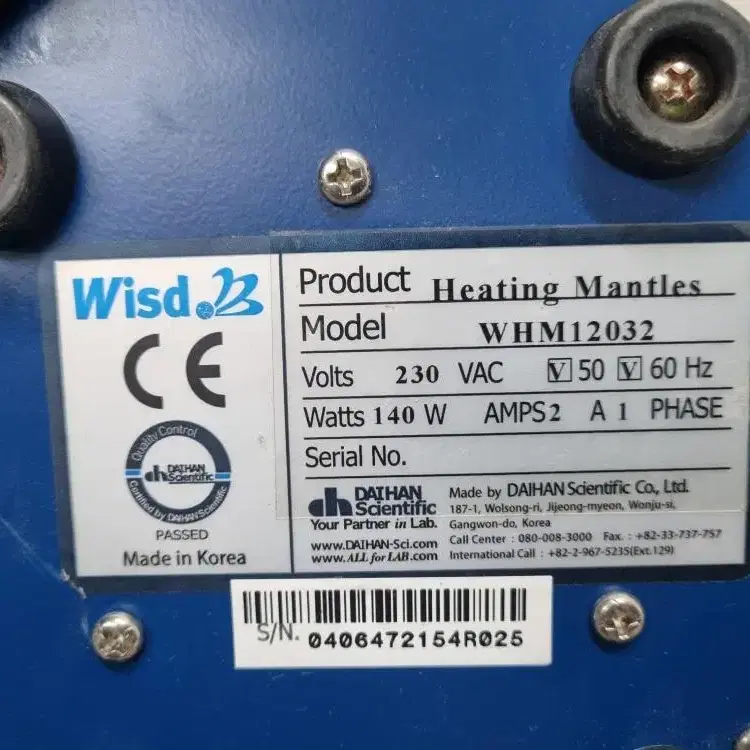 Wisd
CE
Quality Control
DAIHAN
Scientific
Certified by DAIHAN Scientific
PASSED
Made in Korea
Product Heating Mantles
Model WHM12032
Volts 230 VAC V 50 V 60 Hz
Watts 140 W AMPS 2 A 1 PHASE
Serial No.
dh DAIHAN
Scientific
Your Partner in Lab.
www.DAIHAN-Sci.com
www.ALL for LAB.com
Made by DAIHAN Scientific Co., Ltd.
187-1, Wolsong-ri, Jijeong-myeon, Wonju-si,
Gangwon-do, Korea
Call Center : 080-008-3000 Fax. : +82-33-737-757
International Call : +82-2-967-5235(Ext.129)
S/N. 0406472154R025